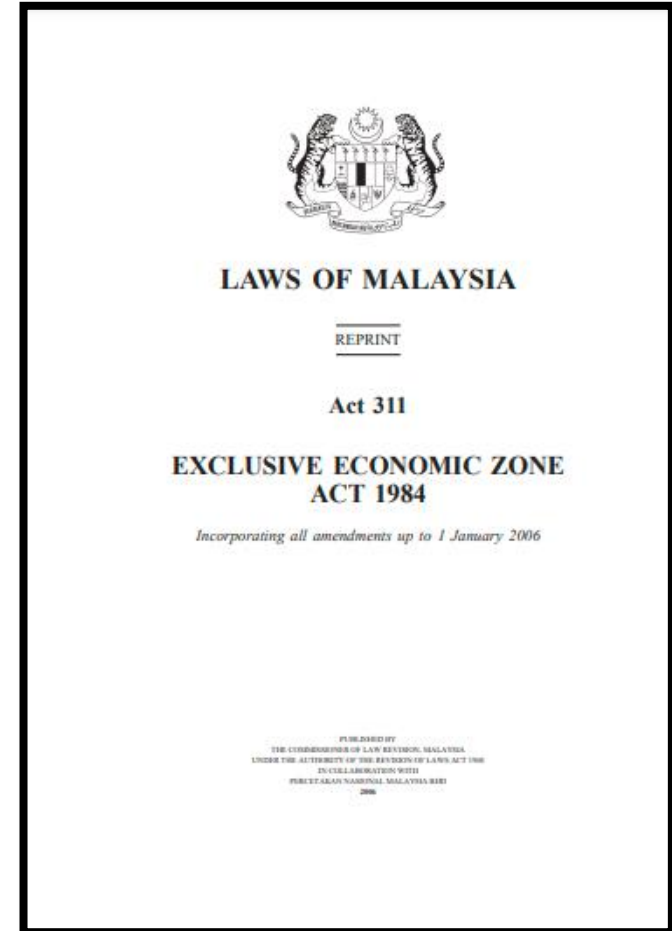 LAWS OF MALAYSIA
REPRINT
Act 311
EXCLUSIVE ECONOMIC ZONE
ACT 1984
Incorporating all amendments up to 1 January 2006
PUBLISHED BY
THE COMMISSIONER OF LAW REVISION, MALAYSIA
UNDER THE AUTHORITY OF THE REVISION OF LAWS ACT 1968
IN COLLABORATION WITH
PERCETAKAN NASIONAL MALAYSIA BHD
2006